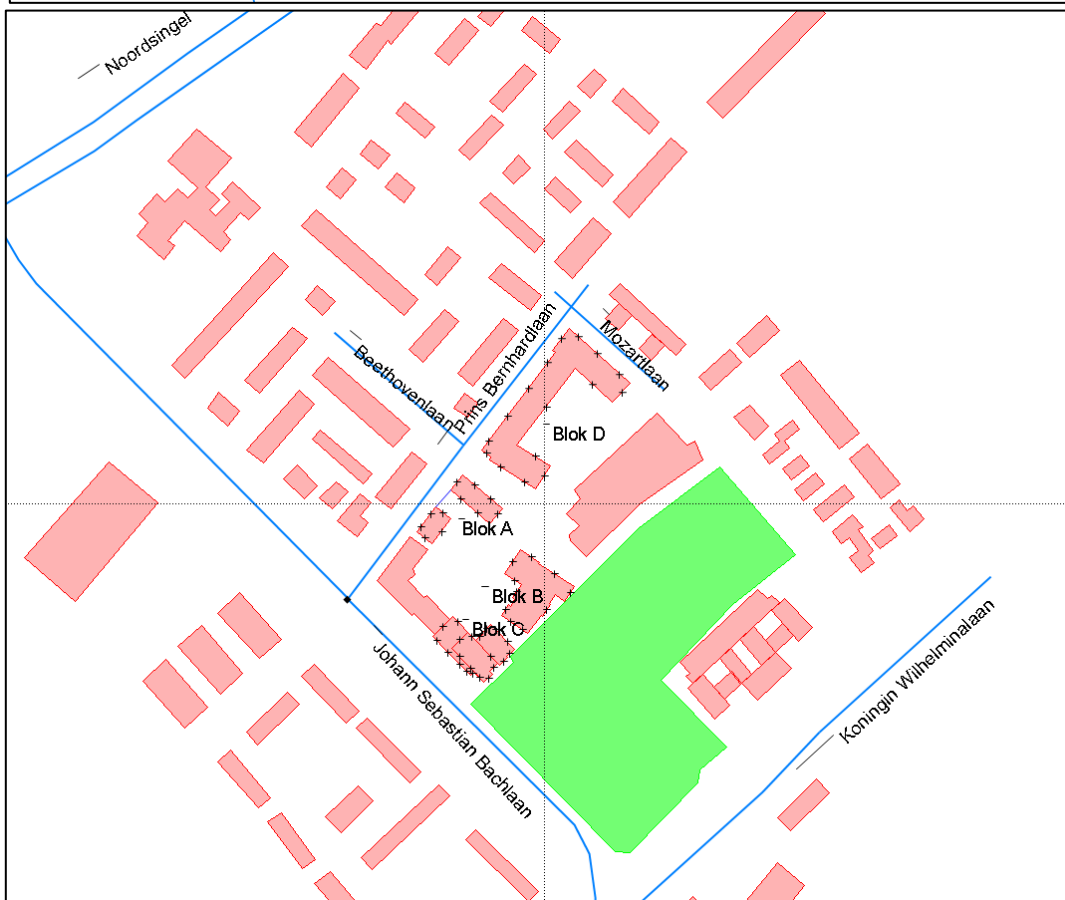 Noordsingel
Prins Bernhardlaan
Mozartlaan
Beethovenlaan
Blok D
Blok A
Blok B
Blok C
Johann Sebastian Bachlaan
Koningin Wilhelminalaan